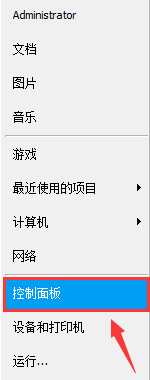 Administrator
文档
图片
音乐
游戏
最近使用的项目
计算机
网络
控制面板
设备和打印机
运行...